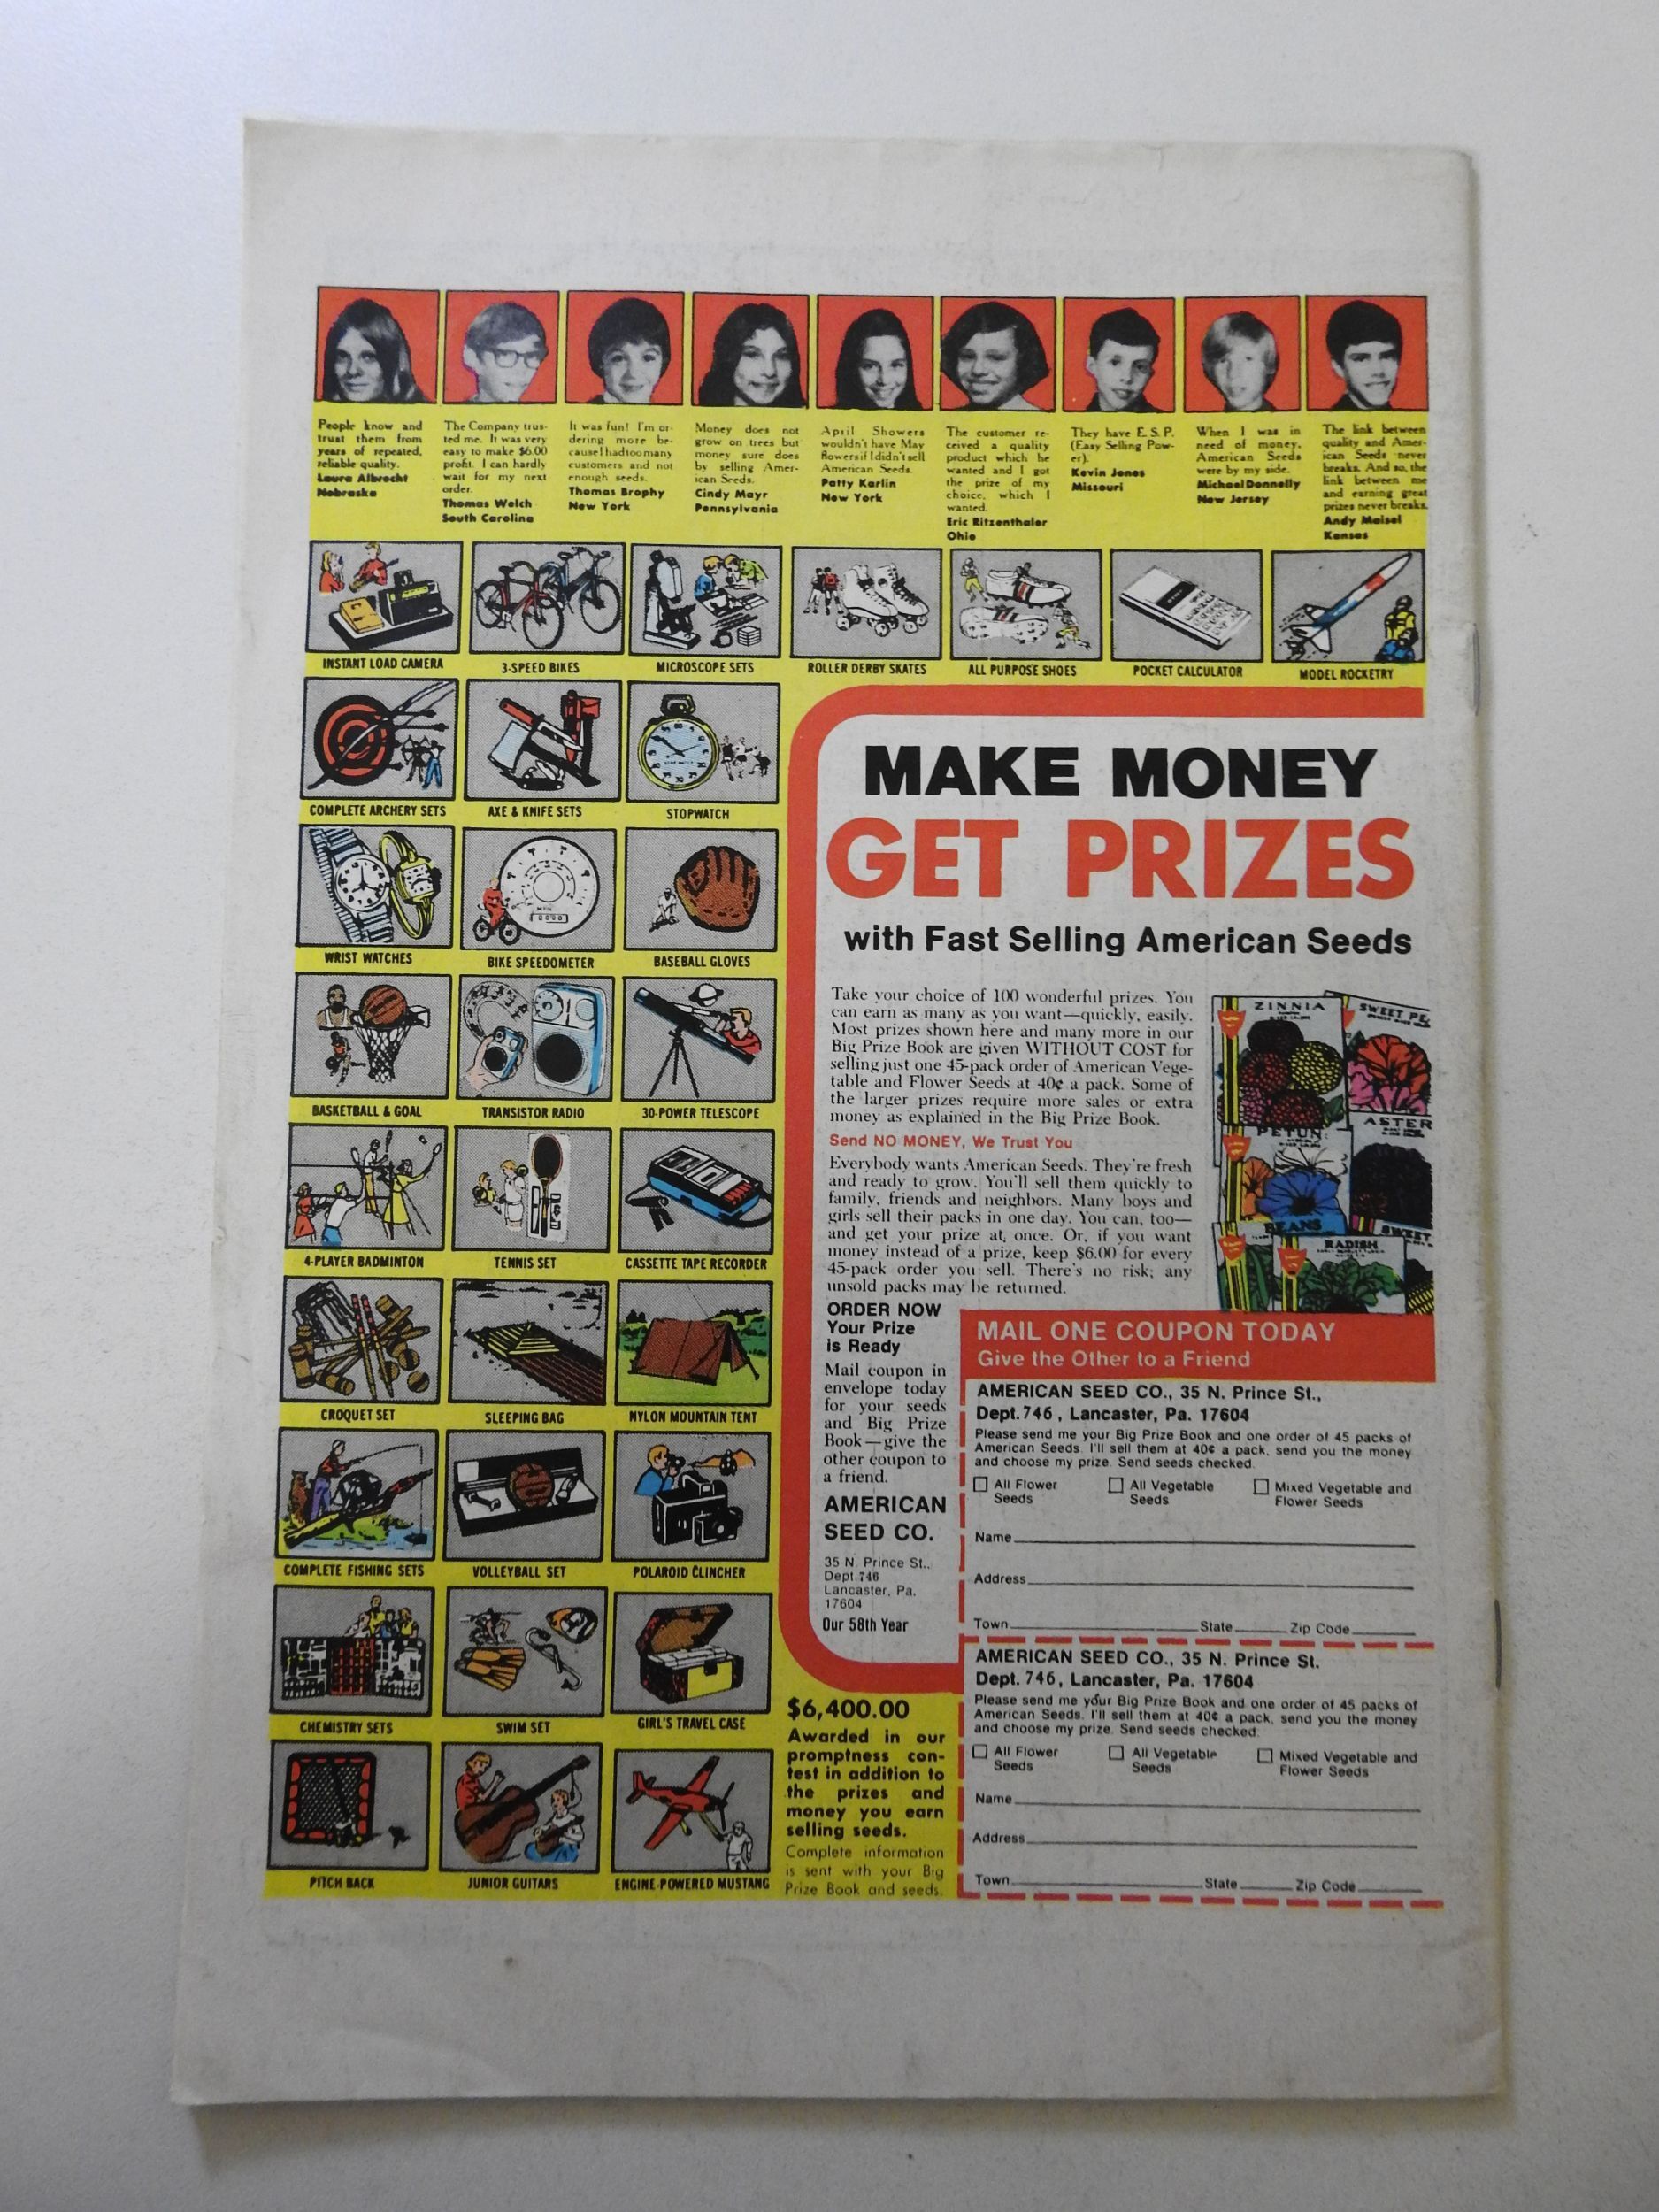 People know and
trust them from
years of repeated,
reliable quality.
Laura Albrecht
Nebraska
The Company trus-
ted me. It was very
easy to make $6.00
profit. I can hardly
wait for my next
order.
Thomas Welch
South Carolina
It was fun! I'm or-
dering more be-
cause I had too many
customers and not
enough seeds.
Thomas Brophy
New York
Money does not
grow on trees but
money sure does
by selling Amer-
ican Seeds.
Cindy Mayr
Pennsylvania
April Showers
wouldn't have May
flowers if I didn't sell
American Seeds.
Patty Karlin
New York
The customer re-
ceived a quality
product which he
wanted and I got
the prize of my
choice, which I
wanted.
Eric Ritzenthaler
Ohio
They have E.S.P.
(Easy Selling Pow-
er).
Kevin Jones
Missouri
When I was in
need of money,
American Seeds
were by my side.
Michael Donnelly
New Jersey
The link between
quality and Amer-
ican Seeds never
breaks. And so, the
link between me
and earning great
prizes never breaks.
Andy Maisel
Kansas
INSTANT LOAD CAMERA
3-SPEED BIKES
MICROSCOPE SETS
ROLLER DERBY SKATES
ALL PURPOSE SHOES
POCKET CALCULATOR
MODEL ROCKETRY
COMPLETE ARCHERY SETS
AXE & KNIFE SETS
STOPWATCH
WRIST WATCHES
BIKE SPEEDOMETER
BASEBALL GLOVES
BASKETBALL & GOAL
TRANSISTOR RADIO
30-POWER TELESCOPE
4-PLAYER BADMINTON
TENNIS SET
CASSETTE TAPE RECORDER
CROQUET SET
SLEEPING BAG
NYLON MOUNTAIN TENT
COMPLETE FISHING SETS
VOLLEYBALL SET
POLAROID CLINCHER
CHEMISTRY SETS
SWIM SET
GIRL'S TRAVEL CASE
PITCH BACK
JUNIOR GUITARS
ENGINE-POWERED MUSTANG
MAKE MONEY
GET PRIZES
with Fast Selling American Seeds
Take your choice of 100 wonderful prizes. You
can earn as many as you want—quickly, easily.
Most prizes shown here and many more in our
Big Prize Book are given WITHOUT COST for
selling just one 45-pack order of American Vege-
table and Flower Seeds at 40¢ a pack. Some of
the larger prizes require more sales or extra
money as explained in the Big Prize Book.
Send NO MONEY, We Trust You
Everybody wants American Seeds. They're fresh
and ready to grow. You'll sell them quickly to
family, friends and neighbors. Many boys and
girls sell their packs in one day. You can, too—
and get your prize at once. Or, if you want
money instead of a prize, keep $6.00 for every
45-pack order you sell. There's no risk; any
unsold packs may be returned.
ZINNIA
SWEET PE
ASTER
PETUN
BEANS
SWEET
RADISH
ORDER NOW
Your Prize
is Ready
Mail coupon in
envelope today
for your seeds
and Big Prize
Book—give the
other coupon to
a friend.
AMERICAN
SEED CO.
35 N. Prince St.,
Dept 746
Lancaster, Pa.
17604
Our 58th Year
$6,400.00
Awarded in our
promptness con-
test in addition to
the prizes and
money you earn
selling seeds.
Complete information
is sent with your Big
Prize Book and seeds.
MAIL ONE COUPON TODAY
Give the Other to a Friend
AMERICAN SEED CO., 35 N. Prince St.,
Dept. 746, Lancaster, Pa. 17604
Please send me your Big Prize Book and one order of 45 packs of
American Seeds. I'll sell them at 40¢ a pack, send you the money
and choose my prize. Send seeds checked.
All Flower Seeds
All Vegetable Seeds
Mixed Vegetable and Flower Seeds
Name
Address
Town State Zip Code
AMERICAN SEED CO., 35 N. Prince St.
Dept. 746, Lancaster, Pa. 17604
Please send me your Big Prize Book and one order of 45 packs of
American Seeds. I'll sell them at 40¢ a pack, send you the money
and choose my prize. Send seeds checked.
All Flower Seeds
All Vegetable Seeds
Mixed Vegetable and Flower Seeds
Name
Address
Town State Zip Code